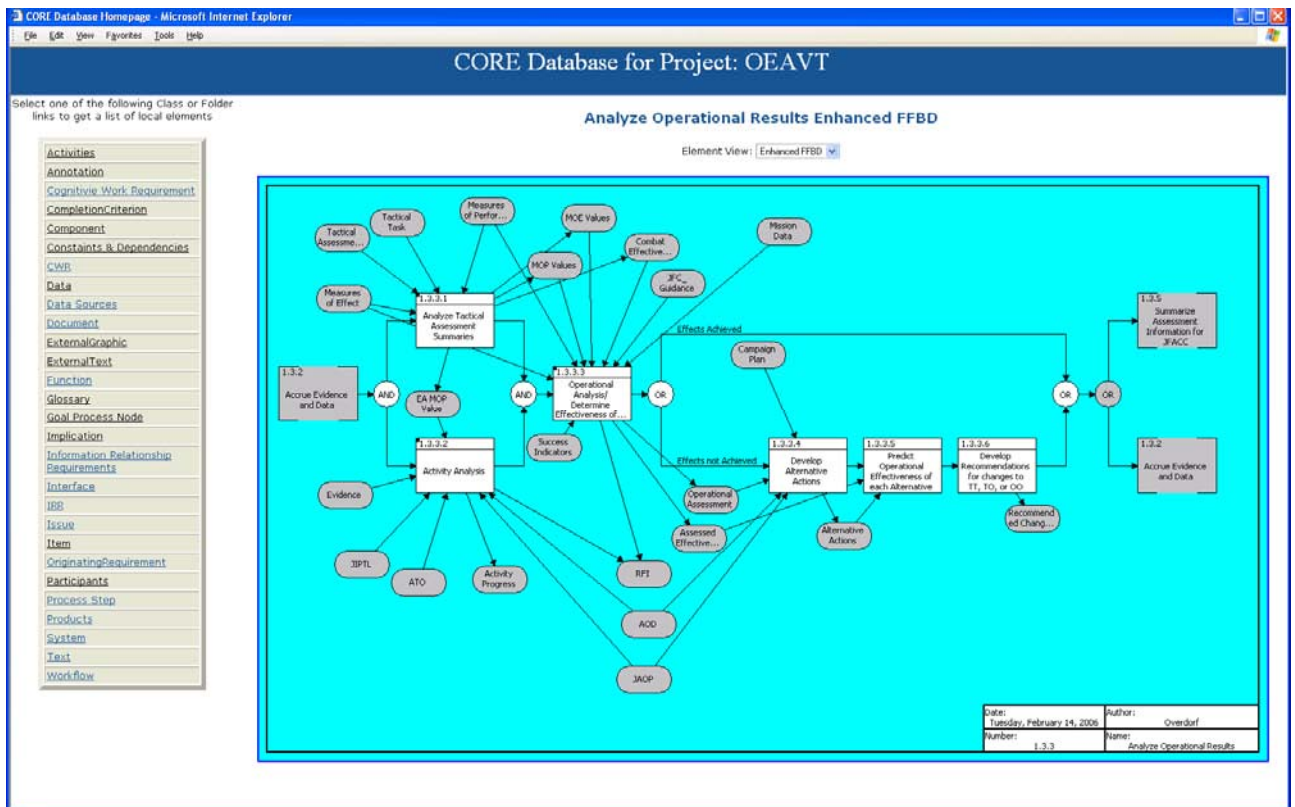 CORE Database Homepage - Microsoft Internet Explorer
File Edit View Favorites Tools Help
CORE Database for Project: OEAVT
Select one of the following Class or Folder
links to get a list of local elements
Activities
Annotation
Cognitivie Work Requirement
CompletionCriterion
Component
Constaints & Dependencies
CWR
Data
Data Sources
Document
ExternalGraphic
ExternalText
Function
Glossary
Goal Process Node
Implication
Information Relationship
Requirements
Interface
IRR
Issue
Item
OriginatingRequirement
Participants
Process Step
Products
System
Text
Workflow
Analyze Operational Results Enhanced FFBD
Element View: Enhanced FFBD
Tactical
Assessme...
Tactical
Task
Measures
of Perfor...
MOE Values
MOP Values
Combat
Effective...
JFC_
Guidance
Mission
Data
Measures
of Effect
1.3.3.1
Analyze Tactical
Assessment
Summaries
1.3.2
Accrue Evidence
and Data
AND
EA MOP
Value
AND
1.3.3.3
Operational
Analysis/
Determine
Effectiveness of...
OR
Effects Achieved
Campaign
Plan
OR
OR
1.3.5
Summarize
Assessment
Information for
JFACC
1.3.3.2
Activity Analysis
Success
Indicators
Effects not Achieved
1.3.3.4
Develop
Alternative
Actions
1.3.3.5
Predict
Operational
Effectiveness of
each Alternative
1.3.3.6
Develop
Recommendations
for changes to
TT, TO, or OO
1.3.2
Accrue Evidence
and Data
Evidence
Operational
Assessment
Assessed
Effective...
Alternative
Actions
Recommend
ed Chang...
JIPTL
ATO
Activity
Progress
RFI
AOD
JAOP
Date:
Tuesday, February 14, 2006
Author:
Overdorf
Number:
1.3.3
Name:
Analyze Operational Results